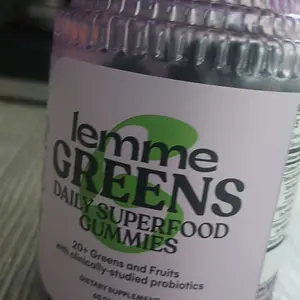 lemme
GREENS
DAILY SUPERFOOD
GUMMIES
20+ Greens and Fruits
with clinically-studied probiotics
DIETARY SUPPLEMENT